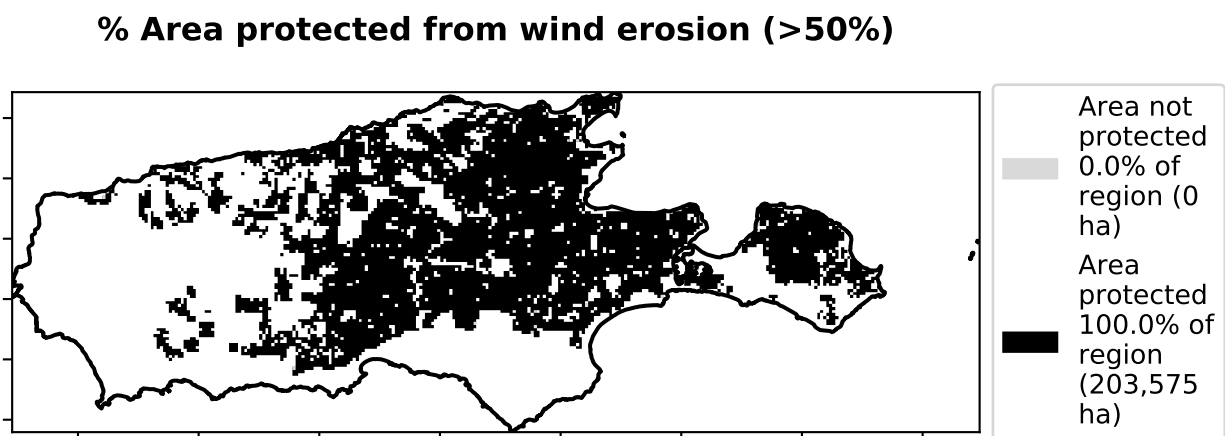 % Area protected from wind erosion (>50%)
Area not
protected
0.0% of
region (0
ha)
Area
protected
100.0% of
region
(203,575
ha)